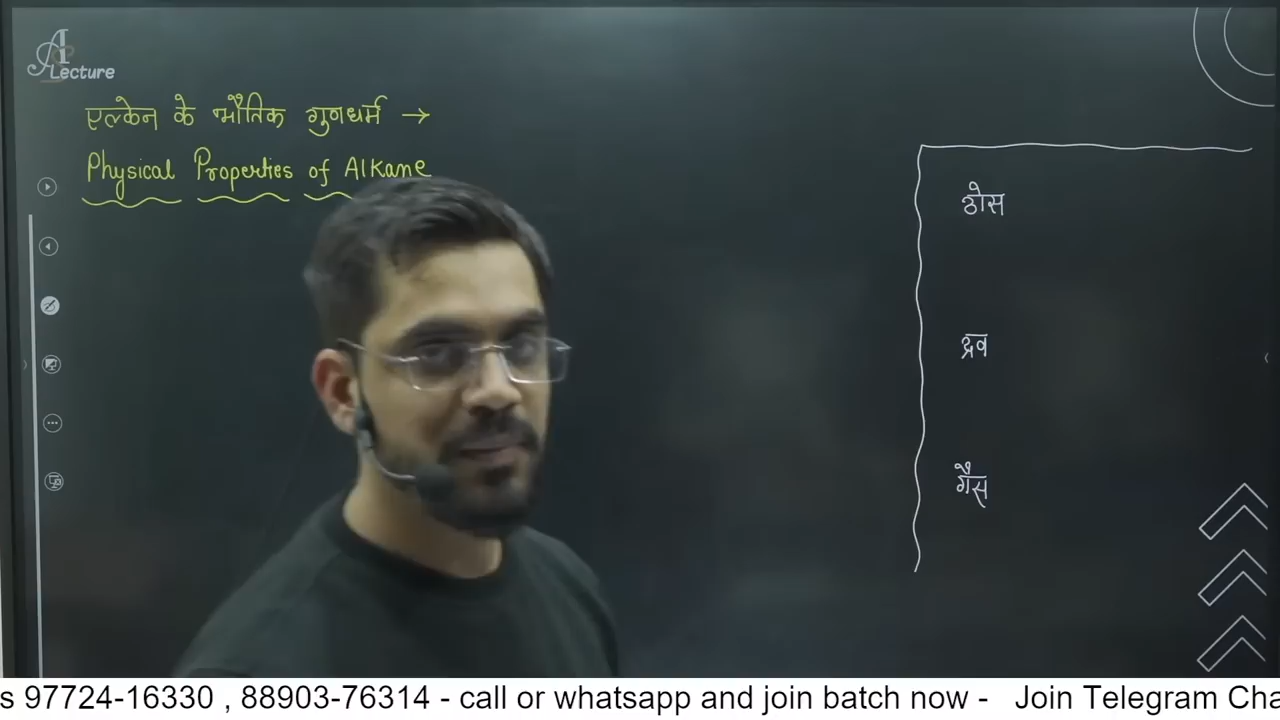 A
Lecture
एल्केन के भौतिक गुणधर्म →
Physical Properties of Alkane
ठोस
द्रव
गैस
s 97724-16330 , 88903-76314 - call or whatsapp and join batch now - Join Telegram Cha